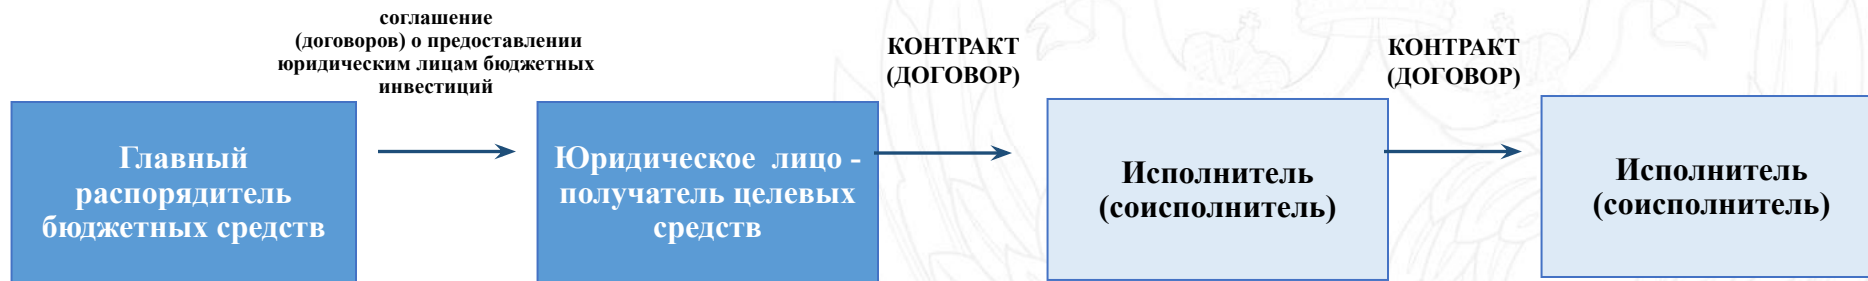 соглашение
(договоров) о предоставлении
юридическим лицам бюджетных
инвестиций
КОНТРАКТ
(ДОГОВОР)
КОНТРАКТ
(ДОГОВОР)
Главный
распорядитель
бюджетных средств
Юридическое лицо -
получатель целевых
средств
Исполнитель
(соисполнитель)
Исполнитель
(соисполнитель)